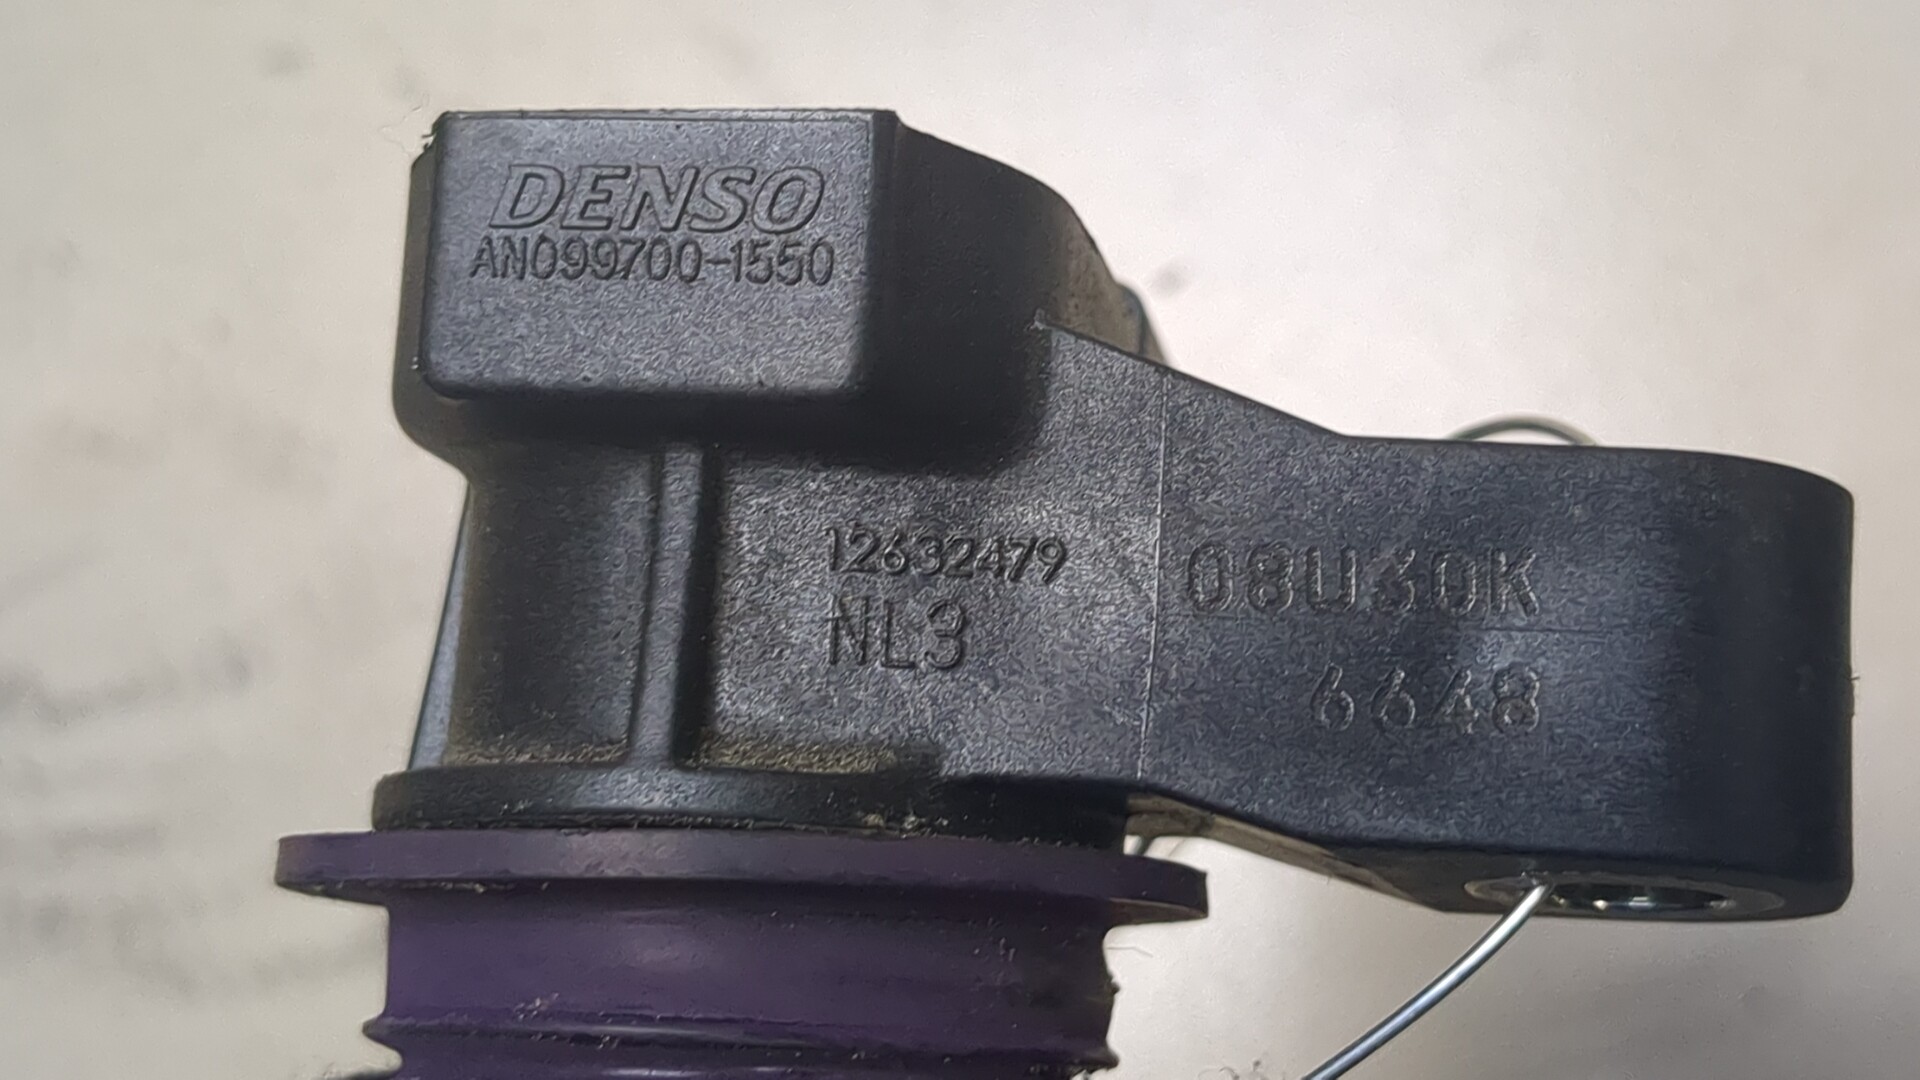 DENSO
AN099700-1550
12632479
NL3
08U30K
6648